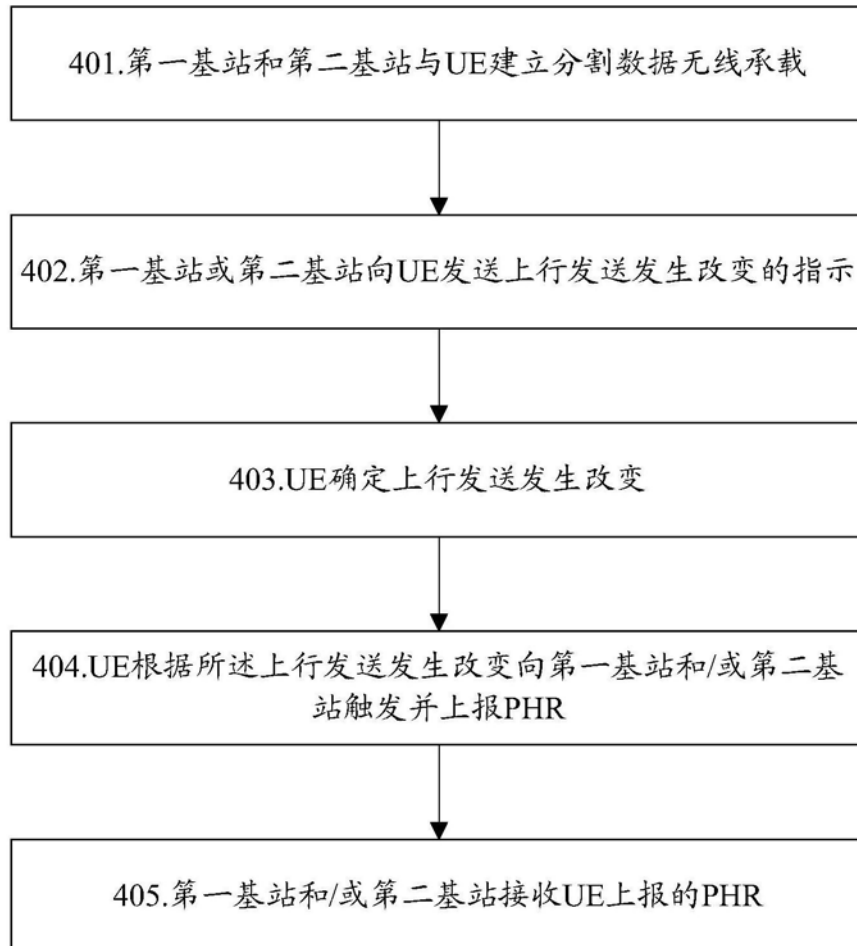 401.第一基站和第二基站与UE建立分割数据无线承载
402.第一基站或第二基站向UE发送上行发送发生改变的指示
403.UE确定上行发送发生改变
404.UE根据所述上行发送发生改变向第一基站和/或第二基
站触发并上报PHR
405.第一基站和/或第二基站接收UE上报的PHR